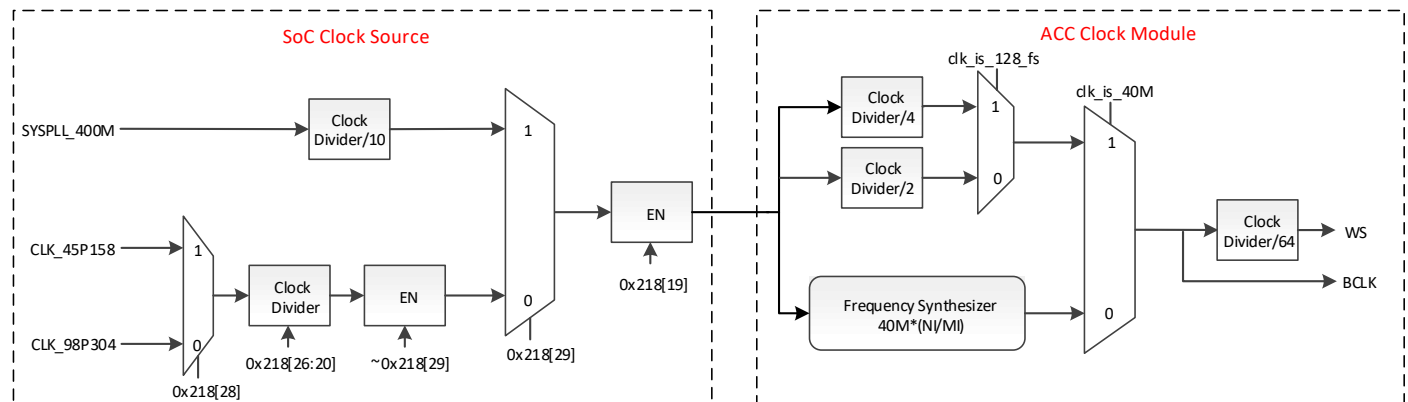 SoC Clock Source
SYSPLL_400M
Clock
Divider/10
1
0
CLK_45P158
CLK_98P304
1
0
0x218[28]
Clock
Divider
0x218[26:20]
EN
~0x218[29]
0x218[29]
EN
0x218[19]
ACC Clock Module
clk_is_128_fs
Clock
Divider/4
1
Clock
Divider/2
0
clk_is_40M
1
0
Frequency Synthesizer
40M*(NI/MI)
Clock
Divider/64
WS
BCLK